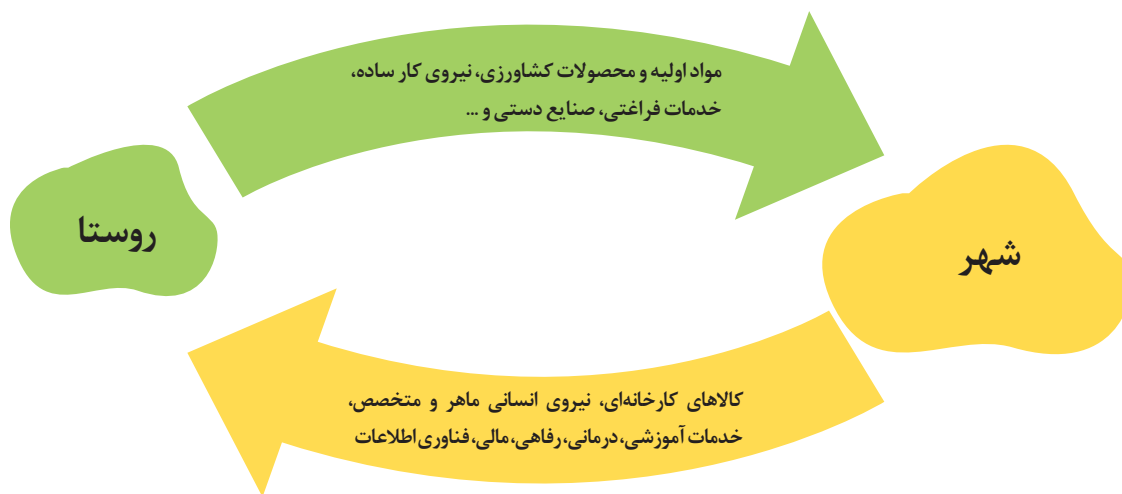 مواد اولیه و محصولات کشاورزی، نیروی کار ساده،
خدمات فراغتی، صنایع دستی و ...
روستا
شهر
کالاهای کارخانه‌ای، نیروی انسانی ماهر و متخصص،
خدمات آموزشی، درمانی، رفاهی، مالی، فناوری اطلاعات